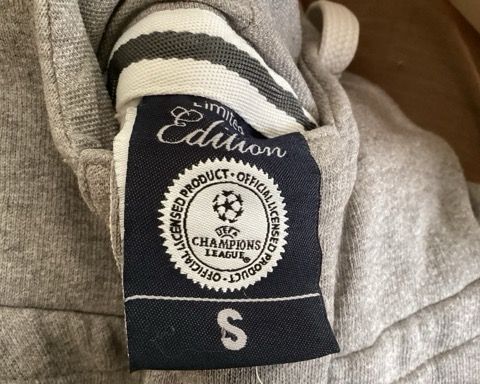 Limited
Edition
OFFICIAL LICENSED PRODUCT · OFFICIAL LICENSED PRODUCT ·
UEFA
CHAMPIONS
LEAGUE®
S